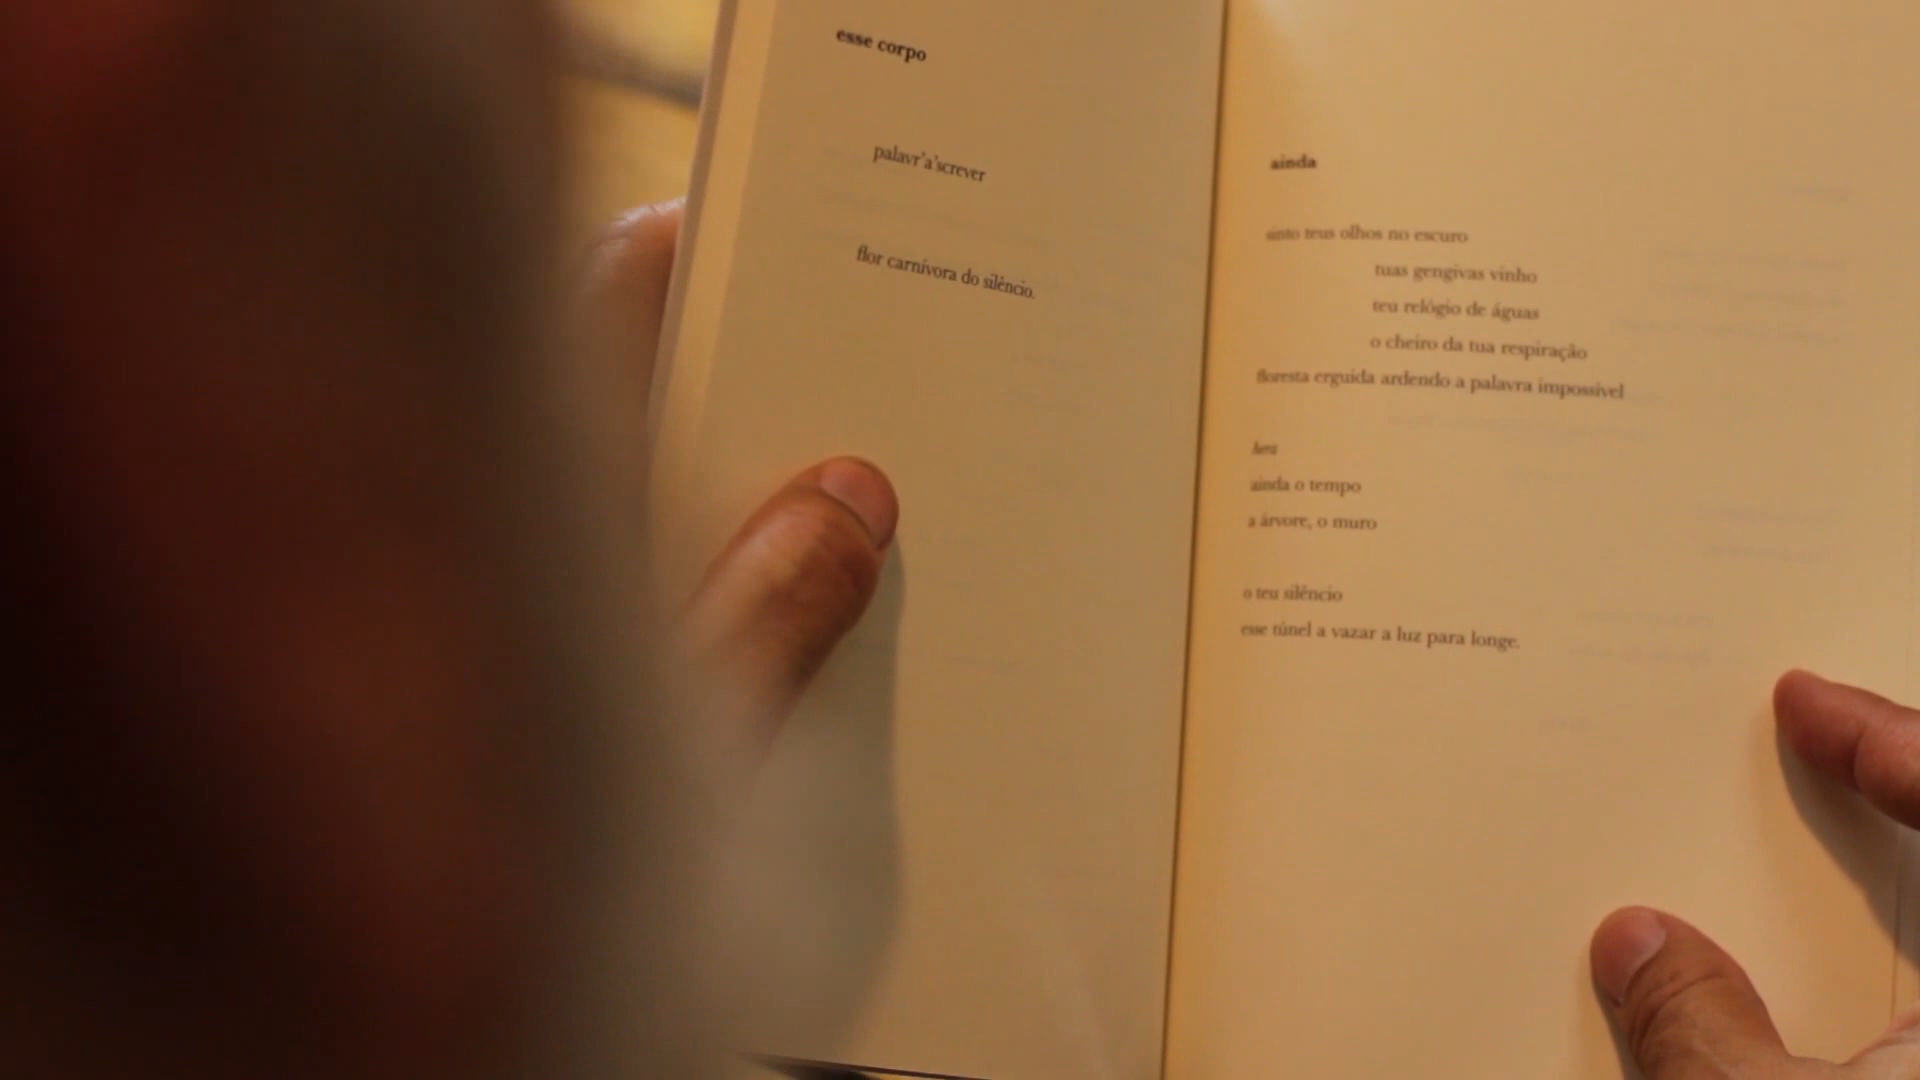 esse corpo
palavr'a'screver
flor carnívora do silêncio.
ainda
sinto teus olhos no escuro
tuas gengivas vinho
teu relógio de águas
o cheiro da tua respiração
floresta erguida ardendo a palavra impossível
hera
ainda o tempo
a árvore, o muro
o teu silêncio
esse túnel a vazar a luz para longe.